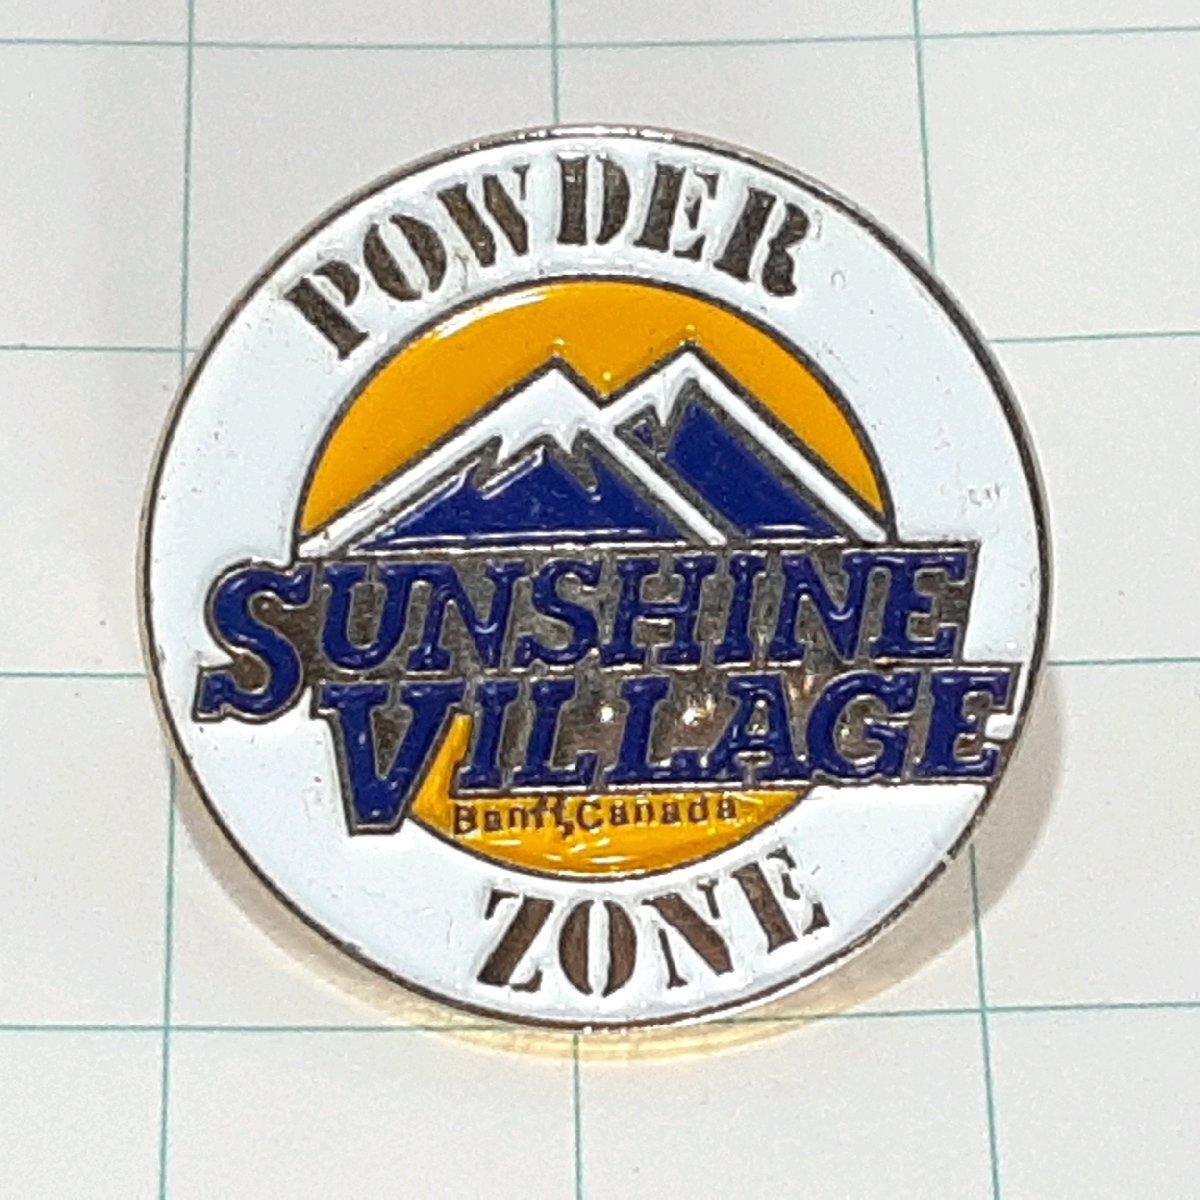 POWDER
SUNSHINE
VILLAGE
Banff, Canada
ZONE